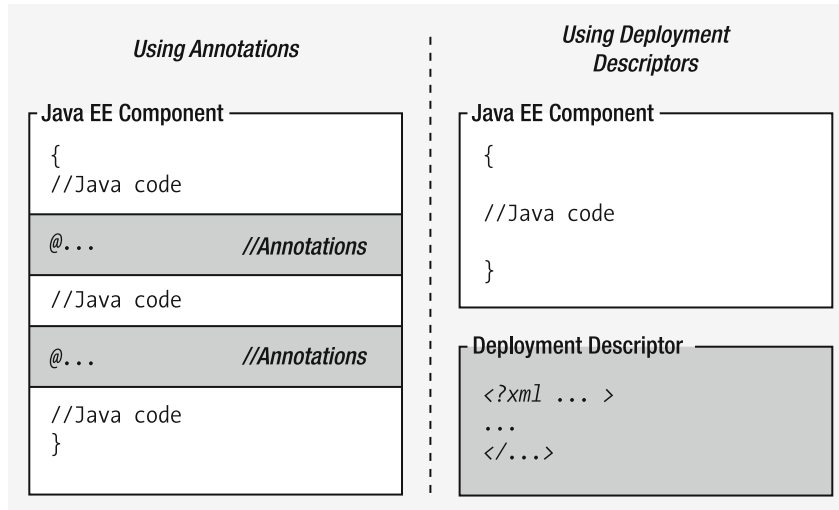 Using Annotations
Java EE Component
{
//Java code
@... //Annotations
//Java code
@... //Annotations
//Java code
}
Using Deployment
Descriptors
Java EE Component
{
//Java code
}
Deployment Descriptor
<?xml ... >
...
</...>